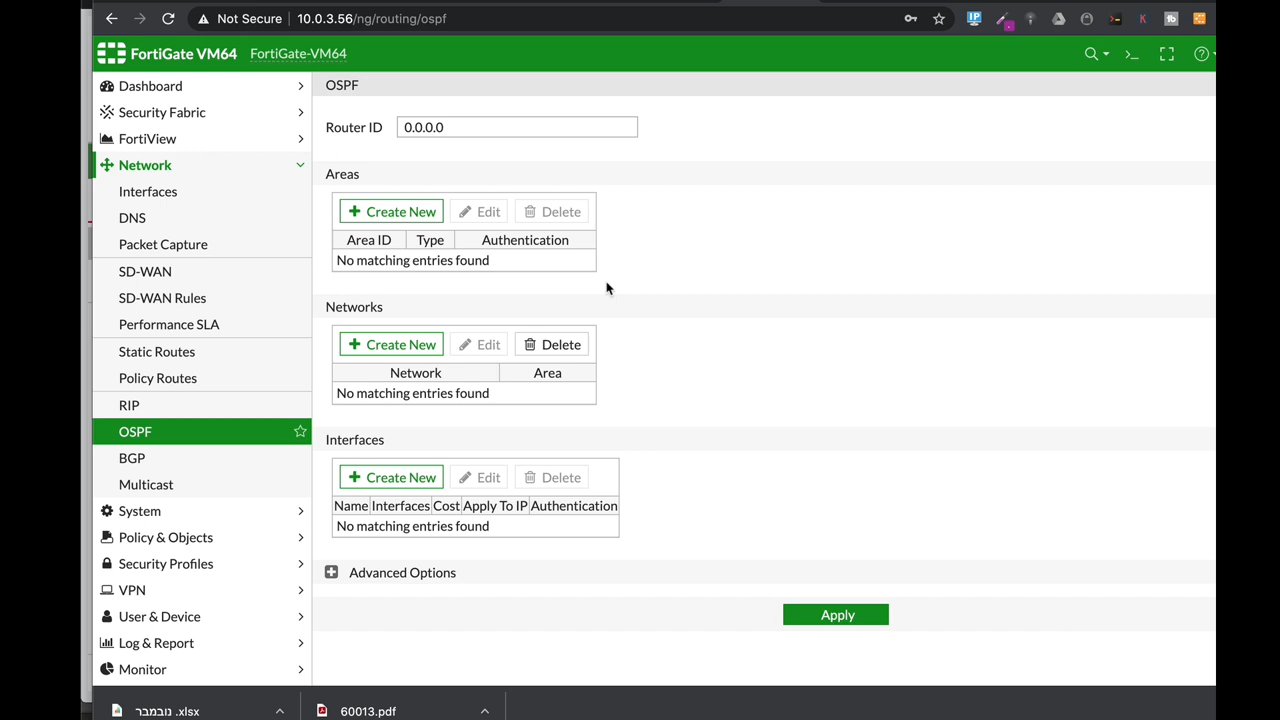 Not Secure | 10.0.3.56/ng/routing/ospf
FortiGate VM64 FortiGate-VM64
Dashboard
Security Fabric
FortiView
Network
Interfaces
DNS
Packet Capture
SD-WAN
SD-WAN Rules
Performance SLA
Static Routes
Policy Routes
RIP
OSPF
BGP
Multicast
System
Policy & Objects
Security Profiles
VPN
User & Device
Log & Report
Monitor
OSPF
Router ID 0.0.0.0
Areas
Create New Edit Delete
Area ID Type Authentication
No matching entries found
Networks
Create New Edit Delete
Network Area
No matching entries found
Interfaces
Create New Edit Delete
Name Interfaces Cost Apply To IP Authentication
No matching entries found
Advanced Options
Apply
נובמבר .xlsx 60013.pdf